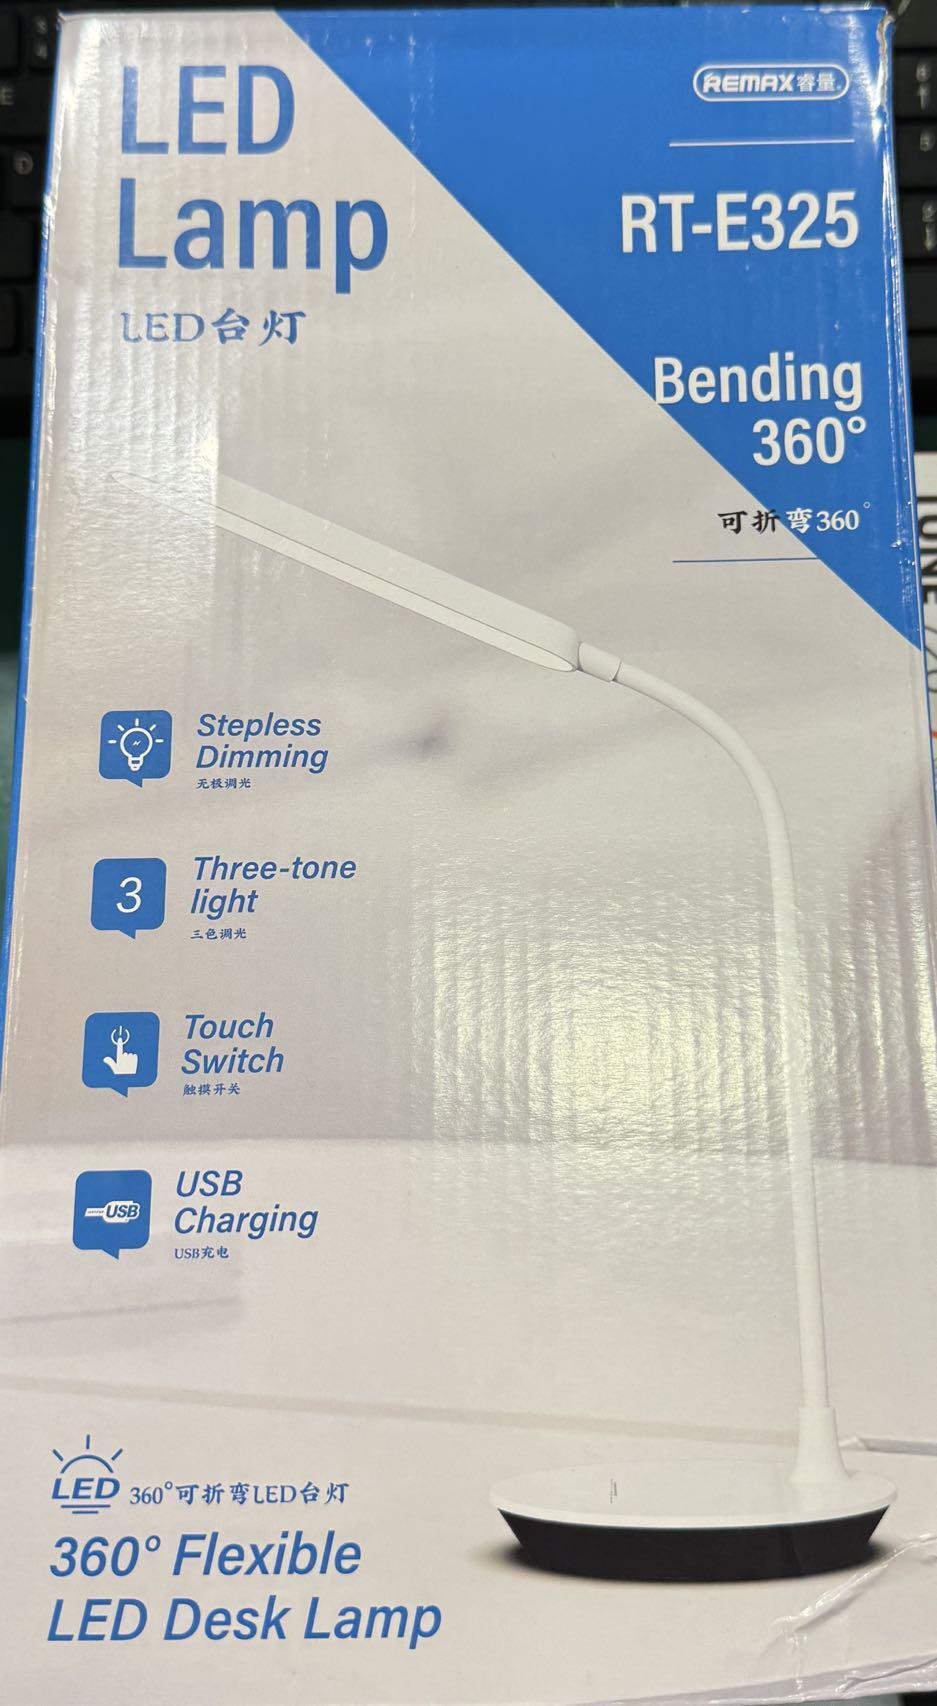 LED
Lamp
LED台灯
REMAX睿量
RT-E325
Bending
360°
可折弯360°
Stepless
Dimming
无极调光
3
Three-tone
light
三色调光
Touch
Switch
触摸开关
USB
USB
Charging
USB充电
LED
360°可折弯LED台灯
360° Flexible
LED Desk Lamp